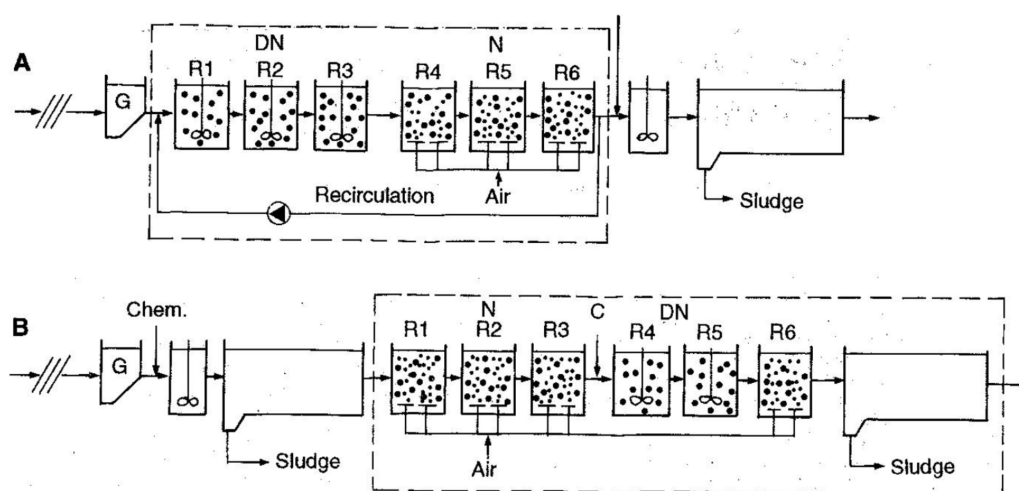 DN N
A R1 R2 R3 R4 R5 R6
G
Recirculation Air
Sludge
Chem. N C DN
B R1 R2 R3 R4 R5 R6
G
Sludge Air Sludge